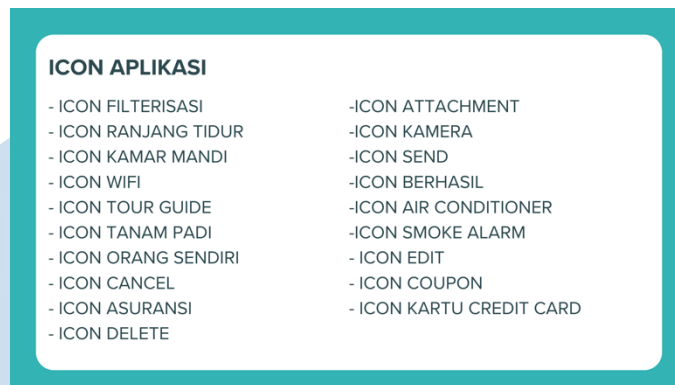 ICON APLIKASI
- ICON FILTERISASI
- ICON RANJANG TIDUR
- ICON KAMAR MANDI
- ICON WIFI
- ICON TOUR GUIDE
- ICON TANAM PADI
- ICON ORANG SENDIRI
- ICON CANCEL
- ICON ASURANSI
- ICON DELETE
-ICON ATTACHMENT
-ICON KAMERA
-ICON SEND
-ICON BERHASIL
-ICON AIR CONDITIONER
-ICON SMOKE ALARM
- ICON EDIT
- ICON COUPON
- ICON KARTU CREDIT CARD